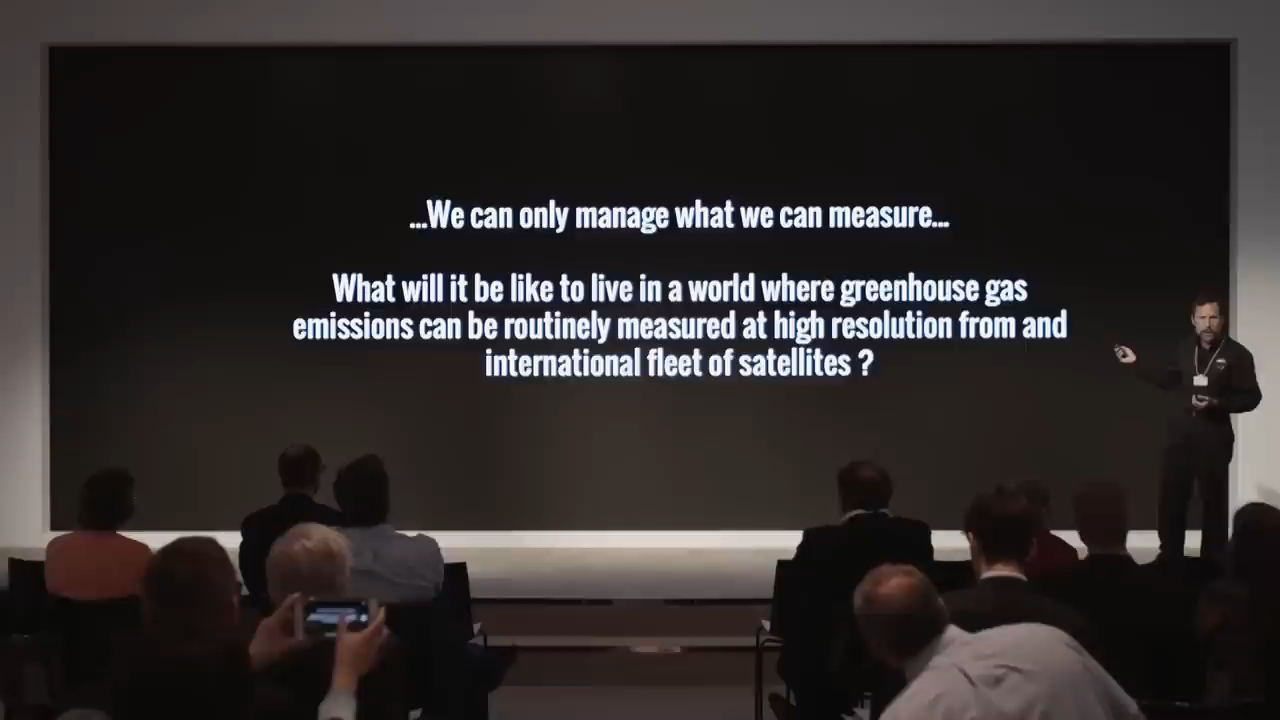 ...We can only manage what we can measure...
What will it be like to live in a world where greenhouse gas
emissions can be routinely measured at high resolution from and
international fleet of satellites ?